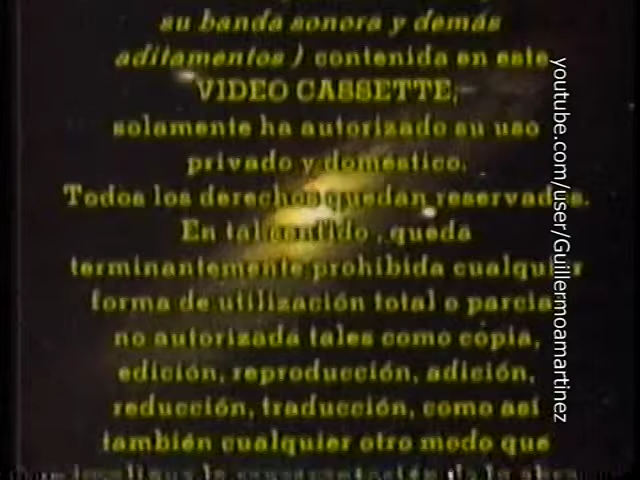 su banda sonora y demás
aditamentos ) contenida en este
VIDEO CASSETTE,
solamente ha autorizado su uso
privado y doméstico.
Todos los derechos quedan reservados.
En tal sentido , queda
terminantemente prohibida cualquier
forma de utilización total o parcial
no autorizada tales como cópia,
edición, reproducción, adición,
reducción, traducción, como así
también cualquier otro modo que
youtube.com/user/Guillermoamartinez